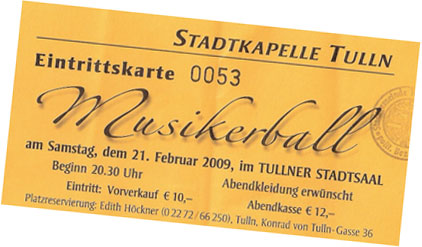 STADTKAPELLE TULLN
Eintrittskarte 0053
Musikerball
am Samstag, dem 21. Februar 2009, im TULLNER STADTSAAL
Beginn 20.30 Uhr Abendkleidung erwünscht
Eintritt: Vorverkauf € 10,– Abendkasse € 12,–
Platzreservierung: Edith Höckner (0 22 72 / 66 250), Tulln, Konrad von Tulln-Gasse 36